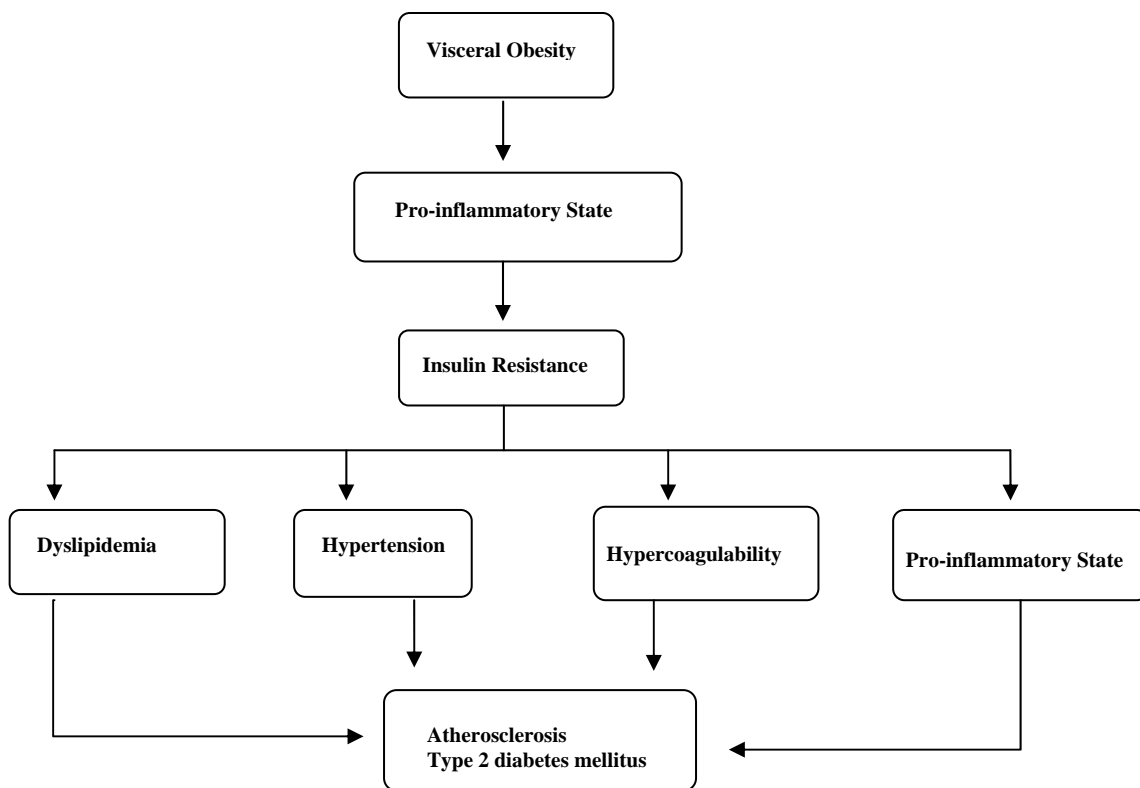 Visceral Obesity
Pro-inflammatory State
Insulin Resistance
Dyslipidemia
Hypertension
Hypercoagulability
Pro-inflammatory State
Atherosclerosis
Type 2 diabetes mellitus